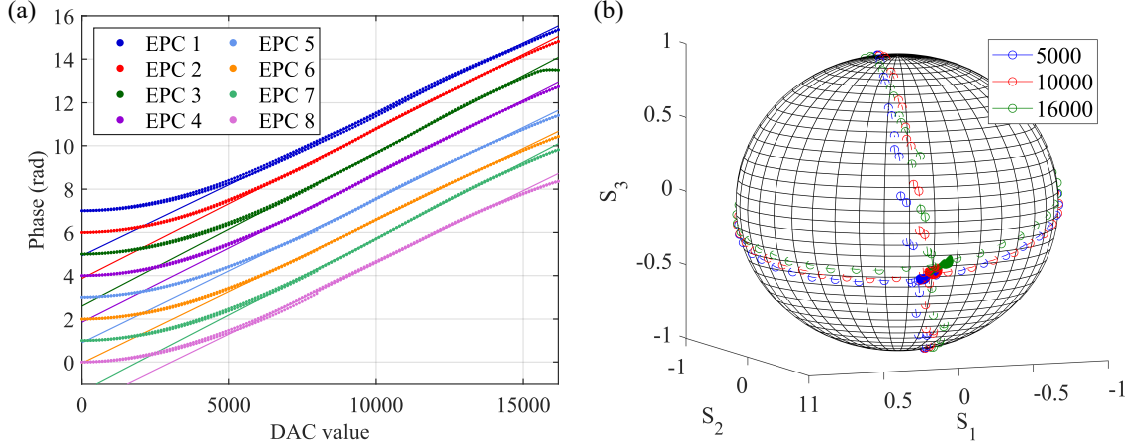 (a)
16
14
12
10
8
6
4
2
0
Phase (rad)
EPC 1
EPC 2
EPC 3
EPC 4
EPC 5
EPC 6
EPC 7
EPC 8
0
5000
10000
15000
DAC value
(b)
1
0.5
0
-0.5
-1
S3
5000
10000
16000
-1
0
1
S2
1
0.5
0
-0.5
-1
S1